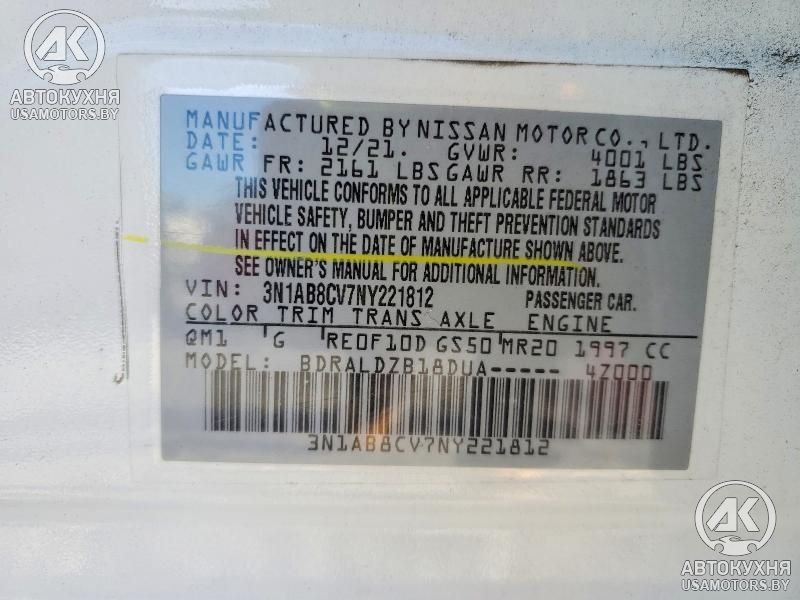 AK
АВТОКУХНЯ
USAMOTORS.BY
MANUFACTURED BY NISSAN MOTOR CO., LTD.
DATE: 12/21. GVWR: 4001 LBS
GAWR FR: 2161 LBS GAWR RR: 1863 LBS
THIS VEHICLE CONFORMS TO ALL APPLICABLE FEDERAL MOTOR
VEHICLE SAFETY, BUMPER AND THEFT PREVENTION STANDARDS
IN EFFECT ON THE DATE OF MANUFACTURE SHOWN ABOVE.
SEE OWNER'S MANUAL FOR ADDITIONAL INFORMATION.
VIN: 3N1AB8CV7NY221812 PASSENGER CAR.
COLOR TRIM TRANS AXLE ENGINE
QM1 G RE0F10D GS50 MR20 1997 CC
MODEL: BDRALDZB18DUA----- 4Z000
3N1AB8CV7NY221812
AK
АВТОКУХНЯ
USAMOTORS.BY